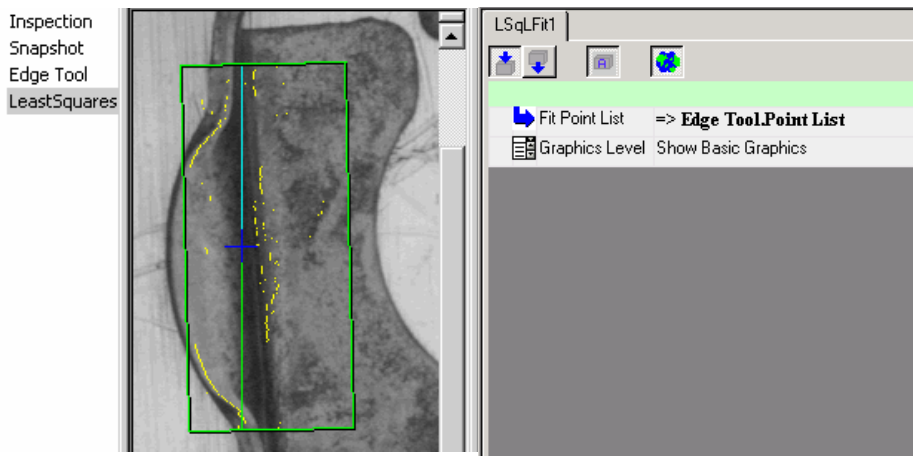 Inspection
Snapshot
Edge Tool
LeastSquares
LSqLFit1
A
Fit Point List => Edge Tool.Point List
Graphics Level Show Basic Graphics